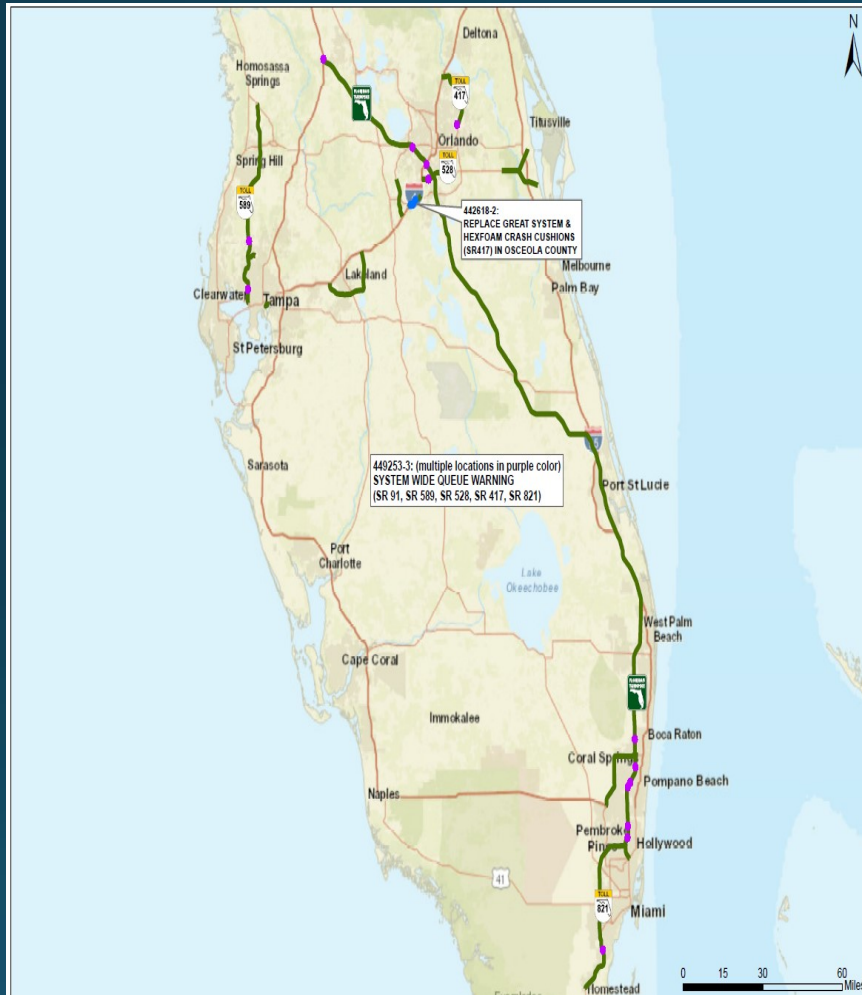 N
Deltona
Homosassa
Springs
FLORIDA'S
TURNPIKE
TOLL
417
Titusville
Orlando
Spring Hill
TOLL
528
TOLL
589
442618-2:
REPLACE GREAT SYSTEM &
HEXFOAM CRASH CUSHIONS
(SR417) IN OSCEOLA COUNTY
Melbourne
Lakeland
Palm Bay
Clearwater
Tampa
St Petersburg
449253-3: (multiple locations in purple color)
SYSTEM WIDE QUEUE WARNING
(SR 91, SR 589, SR 528, SR 417, SR 821)
Sarasota
Port St Lucie
Port
Charlotte
Lake
Okeechobee
West Palm
Beach
Cape Coral
FLORIDA'S
TURNPIKE
Immokalee
Boca Raton
Coral Springs
Pompano Beach
Naples
Pembroke
Pines
Hollywood
41
TOLL
821
Miami
Homestead
0 15 30 60
Miles